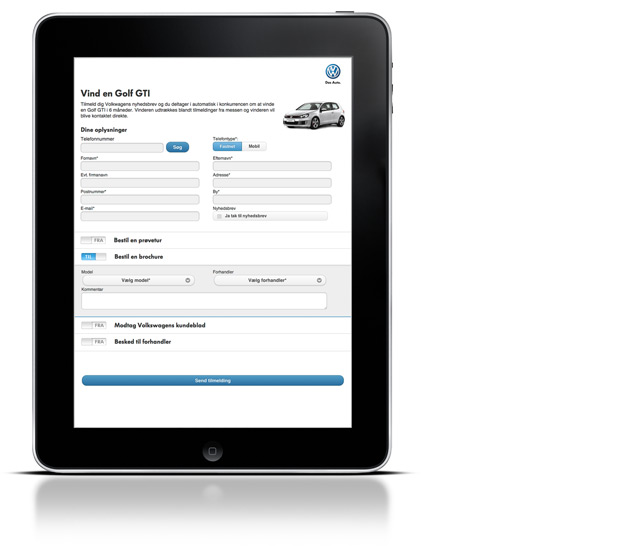 Das Auto.
Vind en Golf GTI
Tilmeld dig Volkswagens nyhedsbrev og du deltager i automatisk i konkurrencen om at vinde
en Golf GTI i 6 måneder. Vinderen udtrækkes blandt tilmeldinger fra messen og vinderen vil
blive kontaktet direkte.
Dine oplysninger
Telefonnummer
Telefontype*:
Søg
Fastnet
Mobil
Fornavn*
Efternavn*
Evt. firmanavn
Adresse*
Postnummer*
By*
E-mail*
Nyhedsbrev
Ja tak til nyhedsbrev
FRA Bestil en prøvetur
TIL Bestil en brochure
Model
Forhandler
Vælg model*
Vælg forhandler*
Kommentar
FRA Modtag Volkswagens kundeblad
FRA Besked til forhandler
Send tilmelding